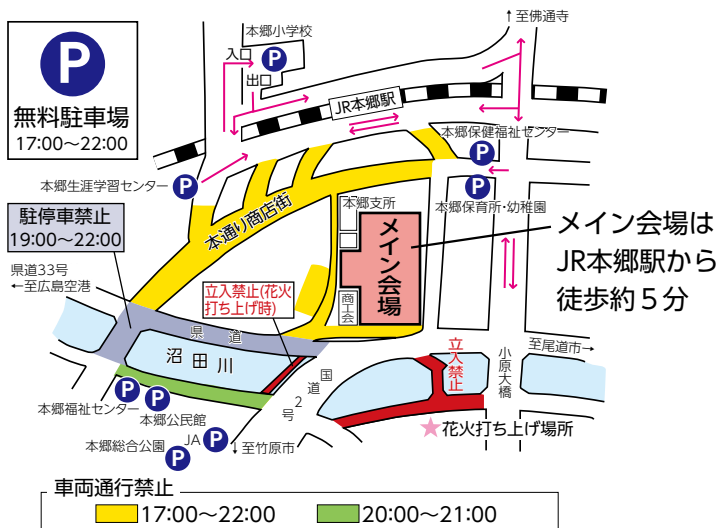 ↑至佛通寺
本郷小学校
P
入口
出口
P
無料駐車場
17:00～22:00
JR本郷駅
本郷保健福祉センター
P
本郷生涯学習センター
P
P
本郷保育所・幼稚園
本郷支所
本通り商店街
メイン会場
メイン会場は
JR本郷駅から
徒歩約５分
駐停車禁止
19:00～22:00
県道33号
←至広島空港
立入禁止(花火
打ち上げ時)
商工会
県道
沼田川
国道2号
立入禁止
小原大橋
至尾道市→
P
P
本郷福祉センター
本郷公民館
JA
P
本郷総合公園
P
↓至竹原市
★花火打ち上げ場所
車両通行禁止
17:00～22:00
20:00～21:00